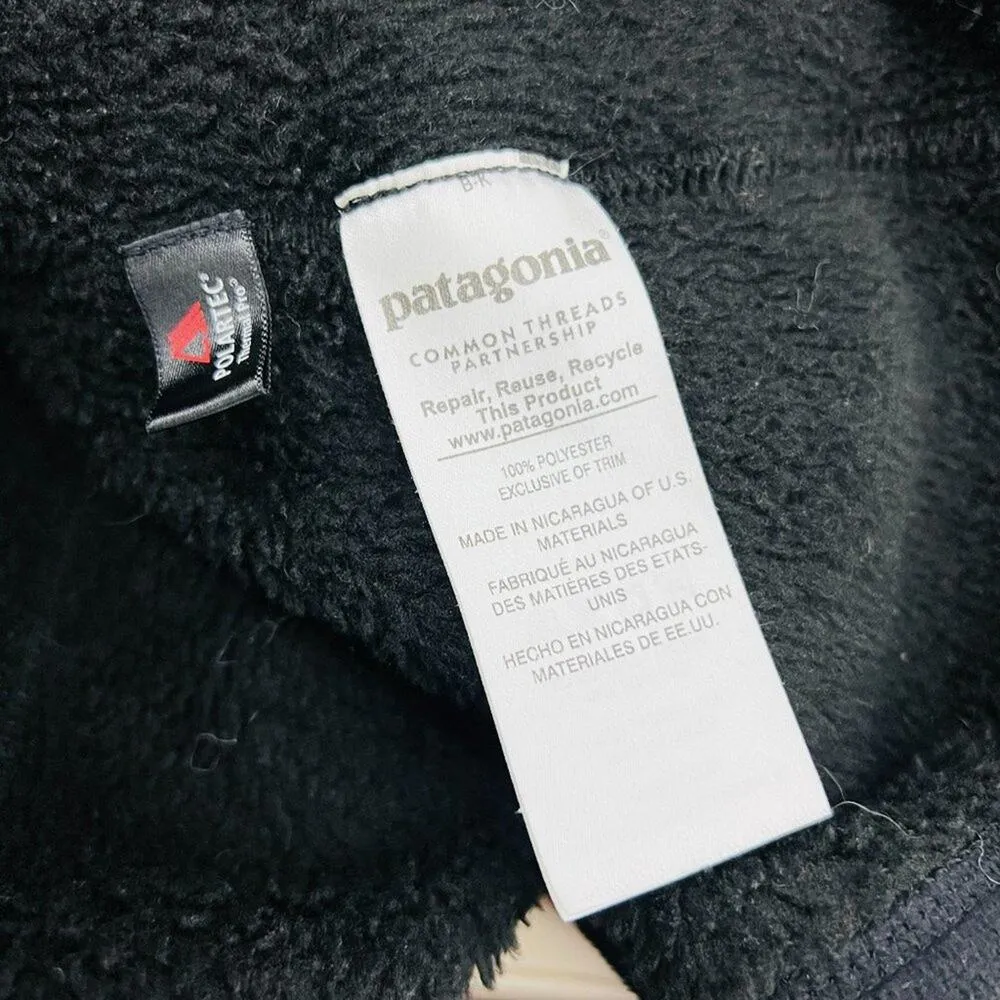 POLARTEC®
Thermal Pro®
B-K
patagonia®
COMMON THREADS
PARTNERSHIP
Repair, Reuse, Recycle
This Product
www.patagonia.com
100% POLYESTER
EXCLUSIVE OF TRIM
MADE IN NICARAGUA OF U.S.
MATERIALS
FABRIQUÉ AU NICARAGUA
DES MATIÈRES DES ETATS-
UNIS
HECHO EN NICARAGUA CON
MATERIALES DE EE.UU.